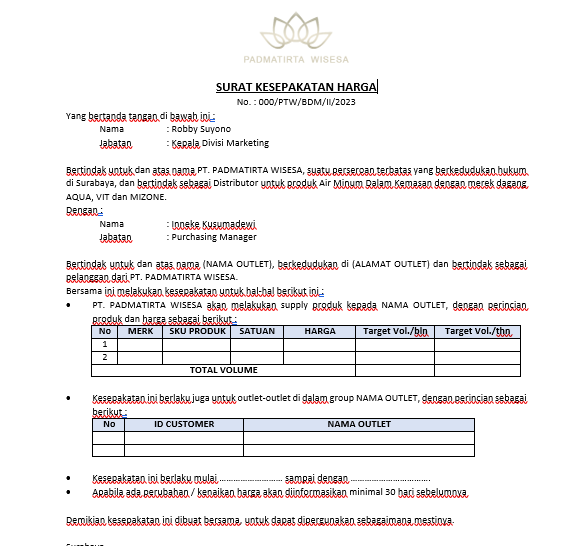 PADMATIRTA WISESA
SURAT KESEPAKATAN HARGA
No. : 000/PTW/BDM/II/2023
Yang bertanda tangan di bawah ini :
Nama : Robby Suyono
Jabatan : Kepala Divisi Marketing
Bertindak untuk dan atas nama PT. PADMATIRTA WISESA, suatu perseroan terbatas yang berkedudukan hukum
di Surabaya, dan bertindak sebagai Distributor untuk produk Air Minum Dalam Kemasan dengan merek dagang
AQUA, VIT dan MIZONE.
Dengan :
Nama : Inneke Kusumadewi
Jabatan : Purchasing Manager
Bertindak untuk dan atas nama (NAMA OUTLET), berkedudukan di (ALAMAT OUTLET) dan bertindak sebagai
pelanggan dari PT. PADMATIRTA WISESA.
Bersama ini melakukan kesepakatan untuk hal-hal berikut ini :
• PT. PADMATIRTA WISESA akan melakukan supply produk kepada NAMA OUTLET, dengan perincian
produk dan harga sebagai berikut :
No MERK SKU PRODUK SATUAN HARGA Target Vol./bln Target Vol./thn
1
2
TOTAL VOLUME
• Kesepakatan ini berlaku juga untuk outlet-outlet di dalam group NAMA OUTLET, dengan perincian sebagai
berikut :
No ID CUSTOMER NAMA OUTLET
• Kesepakatan ini berlaku mulai ........................... sampai dengan ..................................
• Apabila ada perubahan / kenaikan harga akan diinformasikan minimal 30 hari sebelumnya.
Demikian kesepakatan ini dibuat bersama, untuk dapat dipergunakan sebagaimana mestinya.